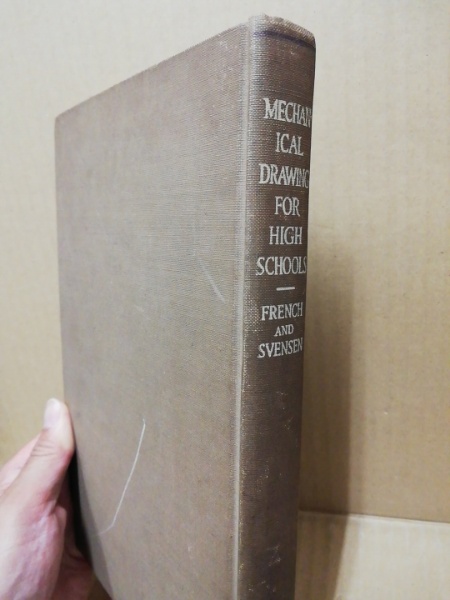 MECHAN
ICAL
DRAWING
FOR
HIGH
SCHOOLS
FRENCH
AND
SVENSEN